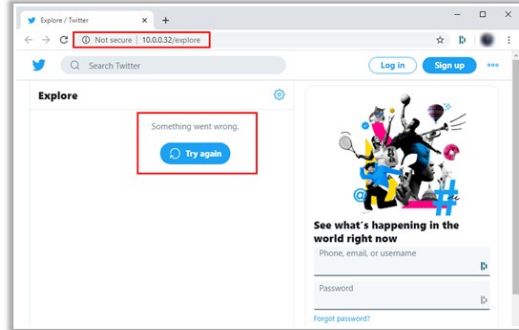 Explore / Twitter
Not secure | 10.0.0.32/explore
Search Twitter
Log in
Sign up
Explore
Something went wrong.
Try again
See what's happening in the
world right now
Phone, email, or username
Password
Forgot password?